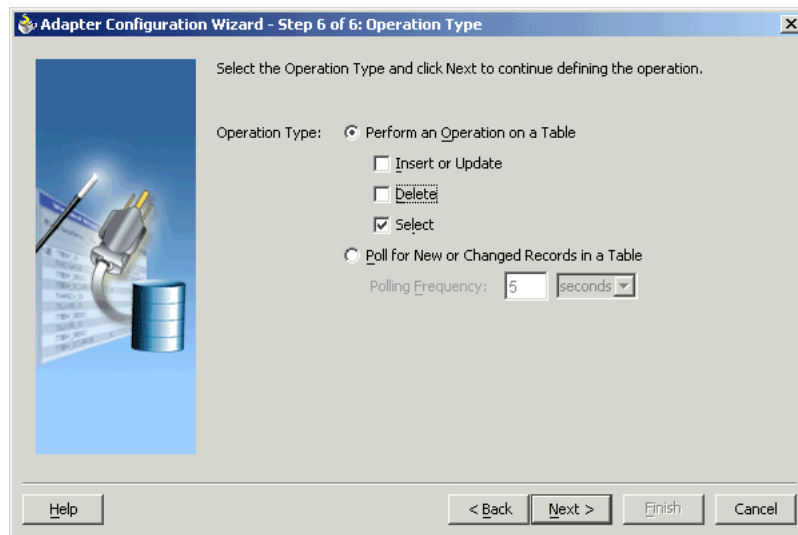 Adapter Configuration Wizard - Step 6 of 6: Operation Type
Select the Operation Type and click Next to continue defining the operation.
Operation Type: Perform an Operation on a Table
Insert or Update
Delete
Select
Poll for New or Changed Records in a Table
Polling Frequency: 5 seconds
Help < Back Next > Finish Cancel